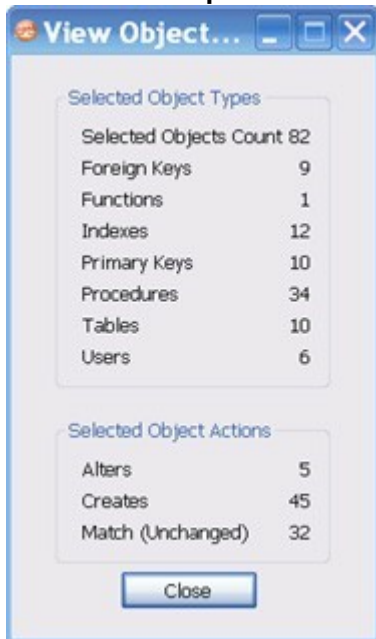 View Object...
Selected Object Types
Selected Objects Count 82
Foreign Keys 9
Functions 1
Indexes 12
Primary Keys 10
Procedures 34
Tables 10
Users 6
Selected Object Actions
Alters 5
Creates 45
Match (Unchanged) 32
Close